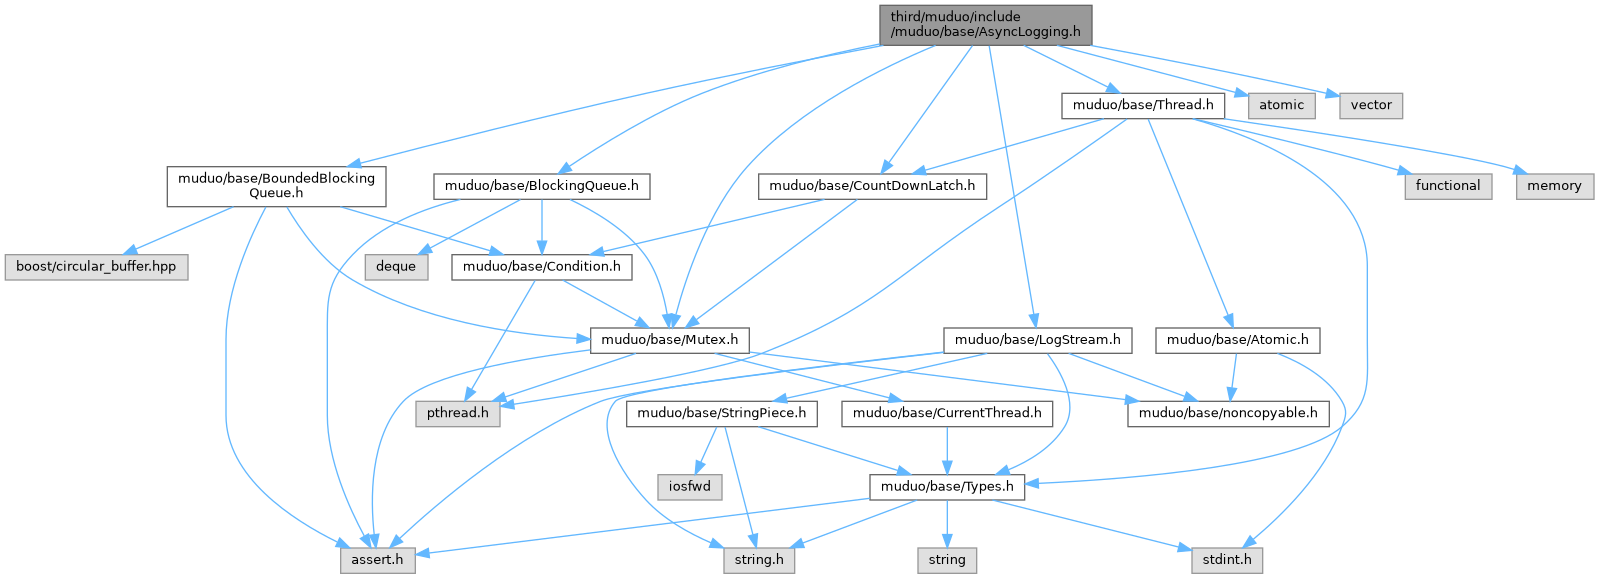 third/muduo/include
/muduo/base/AsyncLogging.h
muduo/base/Thread.h
atomic
vector
muduo/base/BoundedBlocking
Queue.h
muduo/base/BlockingQueue.h
muduo/base/CountDownLatch.h
functional
memory
boost/circular_buffer.hpp
deque
muduo/base/Condition.h
muduo/base/Mutex.h
muduo/base/LogStream.h
muduo/base/Atomic.h
pthread.h
muduo/base/StringPiece.h
muduo/base/CurrentThread.h
muduo/base/noncopyable.h
iosfwd
muduo/base/Types.h
assert.h
string.h
string
stdint.h